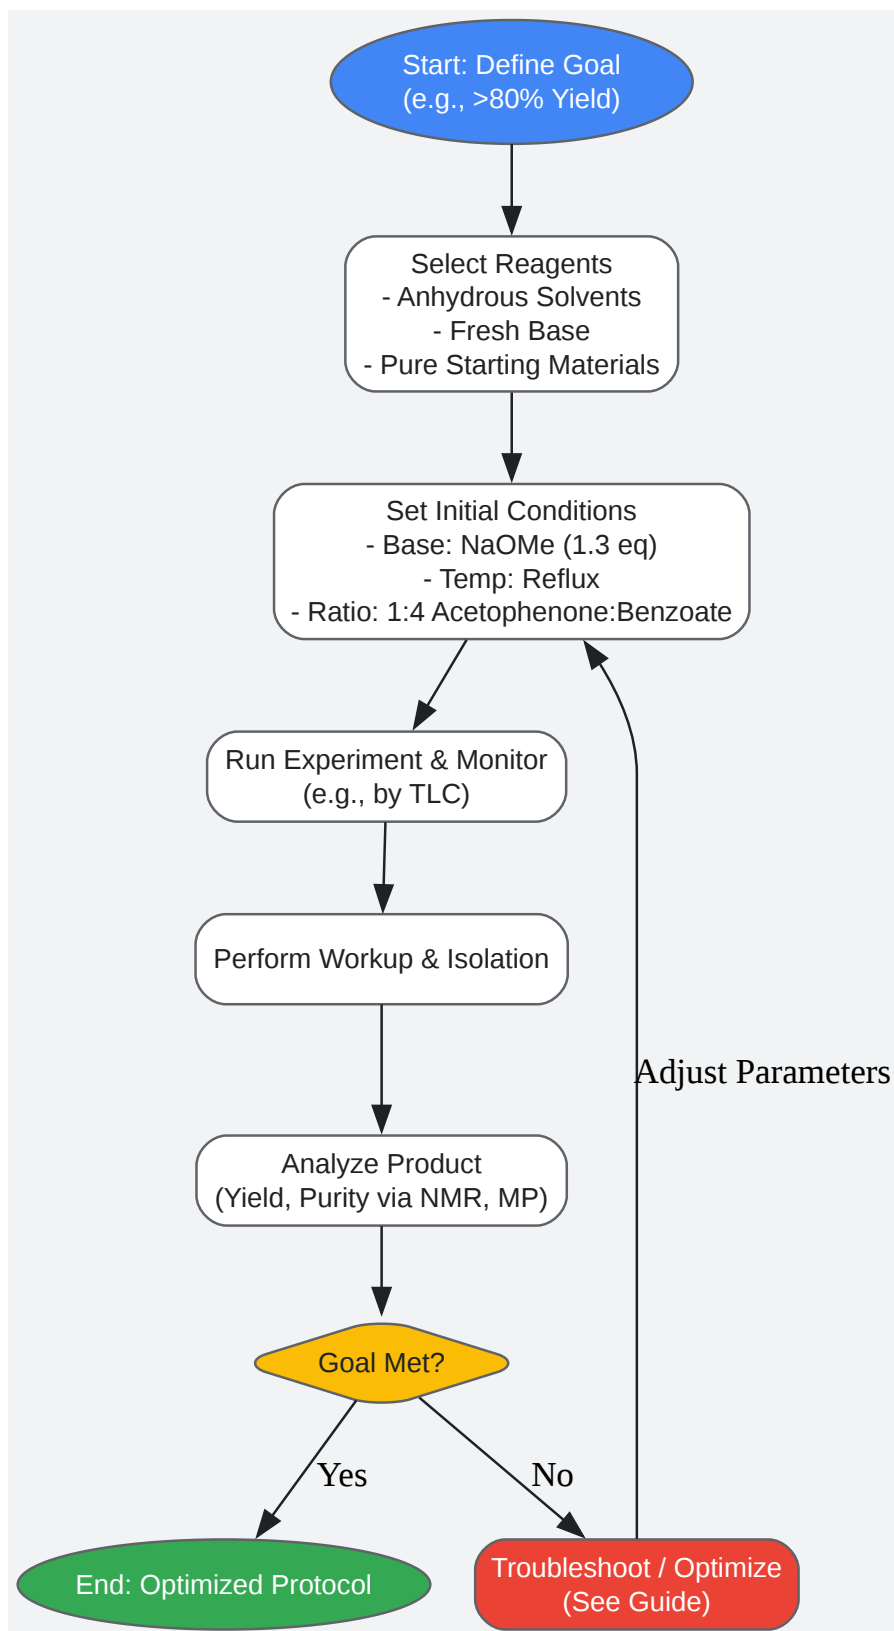 Start: Define Goal
(e.g., >80% Yield)
Select Reagents
- Anhydrous Solvents
- Fresh Base
- Pure Starting Materials
Set Initial Conditions
- Base: NaOMe (1.3 eq)
- Temp: Reflux
- Ratio: 1:4 Acetophenone:Benzoate
Run Experiment & Monitor
(e.g., by TLC)
Perform Workup & Isolation
Adjust Parameters
Analyze Product
(Yield, Purity via NMR, MP)
Goal Met?
Yes
No
End: Optimized Protocol
Troubleshoot / Optimize
(See Guide)